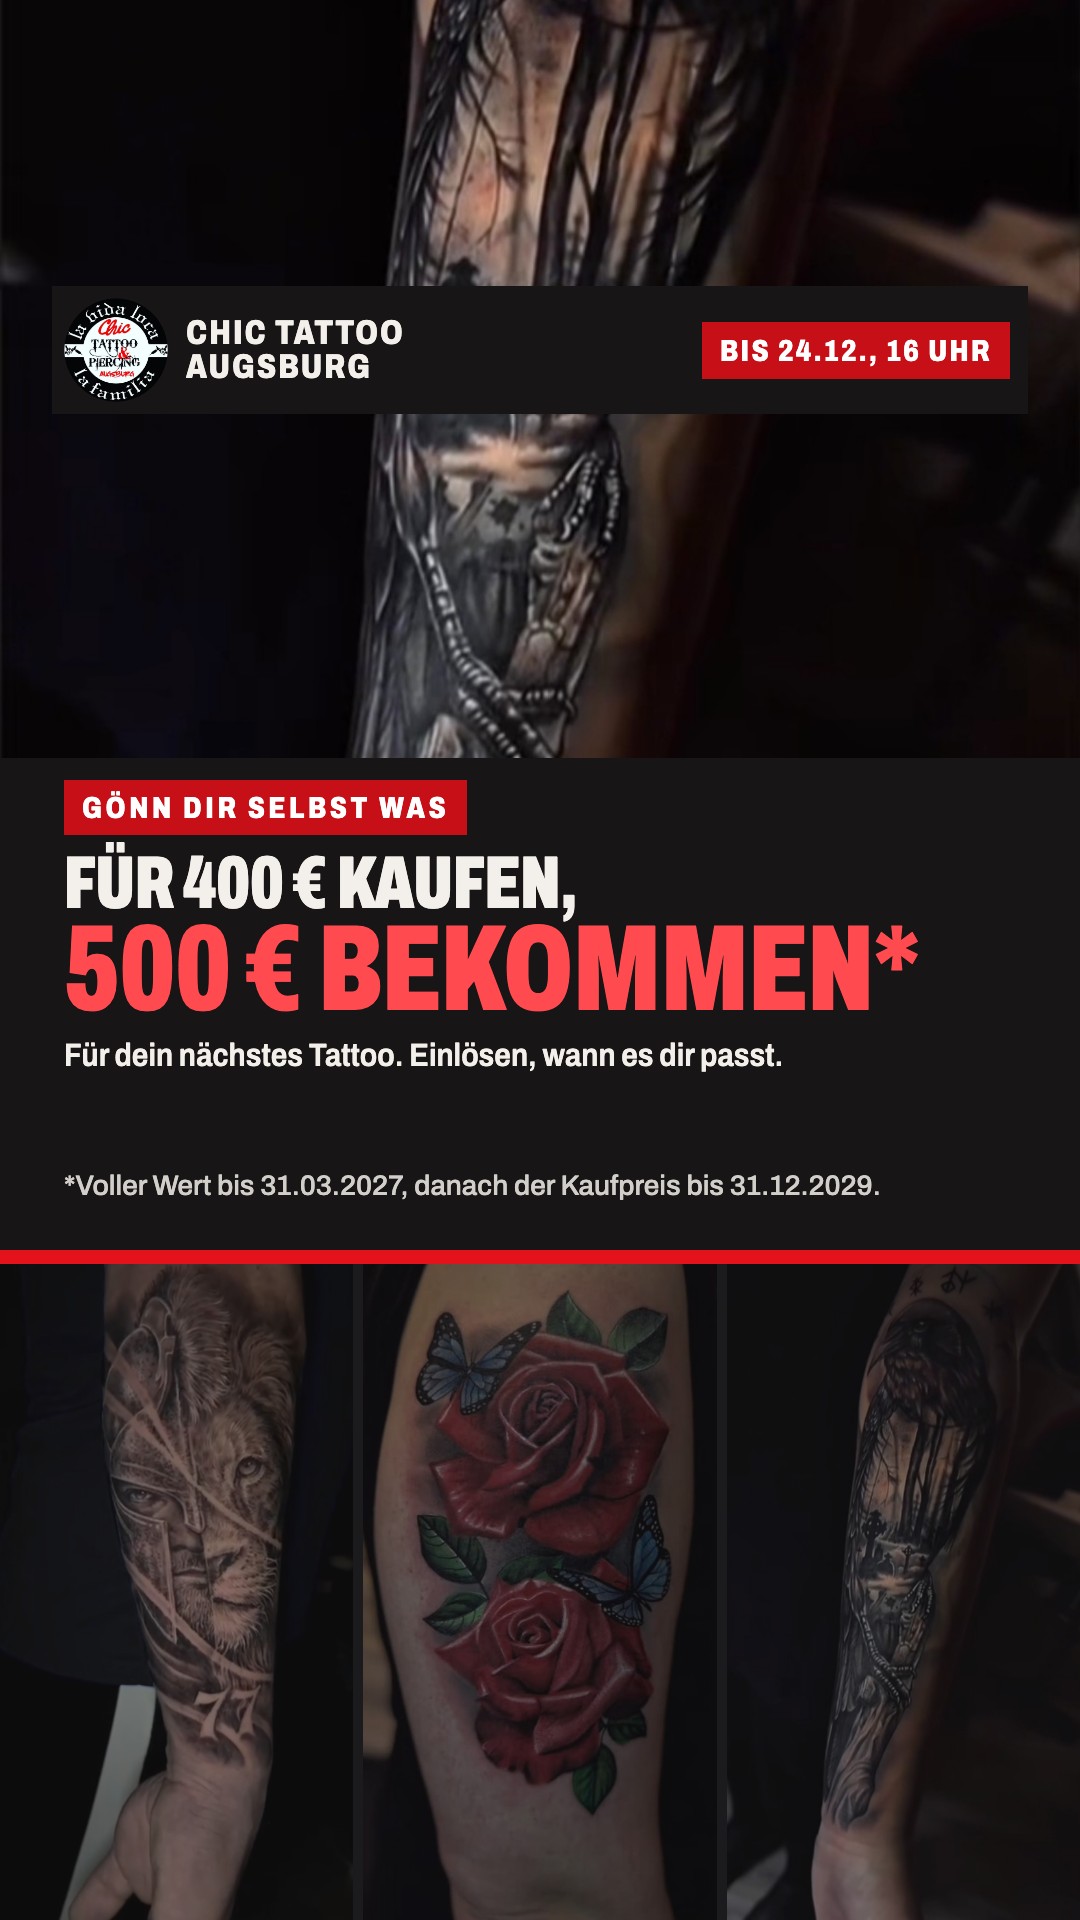 la vida loca
Chic
TATTOO
&
PIERCING
AUGSBURG
la familia
CHIC TATTOO
AUGSBURG
BIS 24.12., 16 UHR
GÖNN DIR SELBST WAS
FÜR 400 € KAUFEN,
500 € BEKOMMEN*
Für dein nächstes Tattoo. Einlösen, wann es dir passt.
*Voller Wert bis 31.03.2027, danach der Kaufpreis bis 31.12.2029.
77